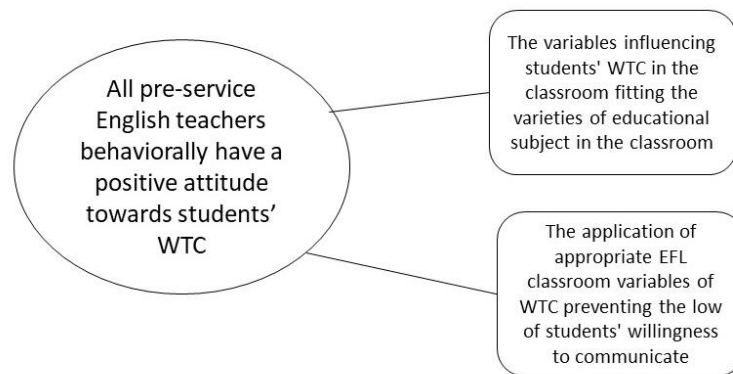 All pre-service
English teachers
behaviorally have a
positive attitude
towards students’
WTC
The variables influencing
students' WTC in the
classroom fitting the
varieties of educational
subject in the classroom
The application of
appropriate EFL
classroom variables of
WTC preventing the low
of students' willingness
to communicate